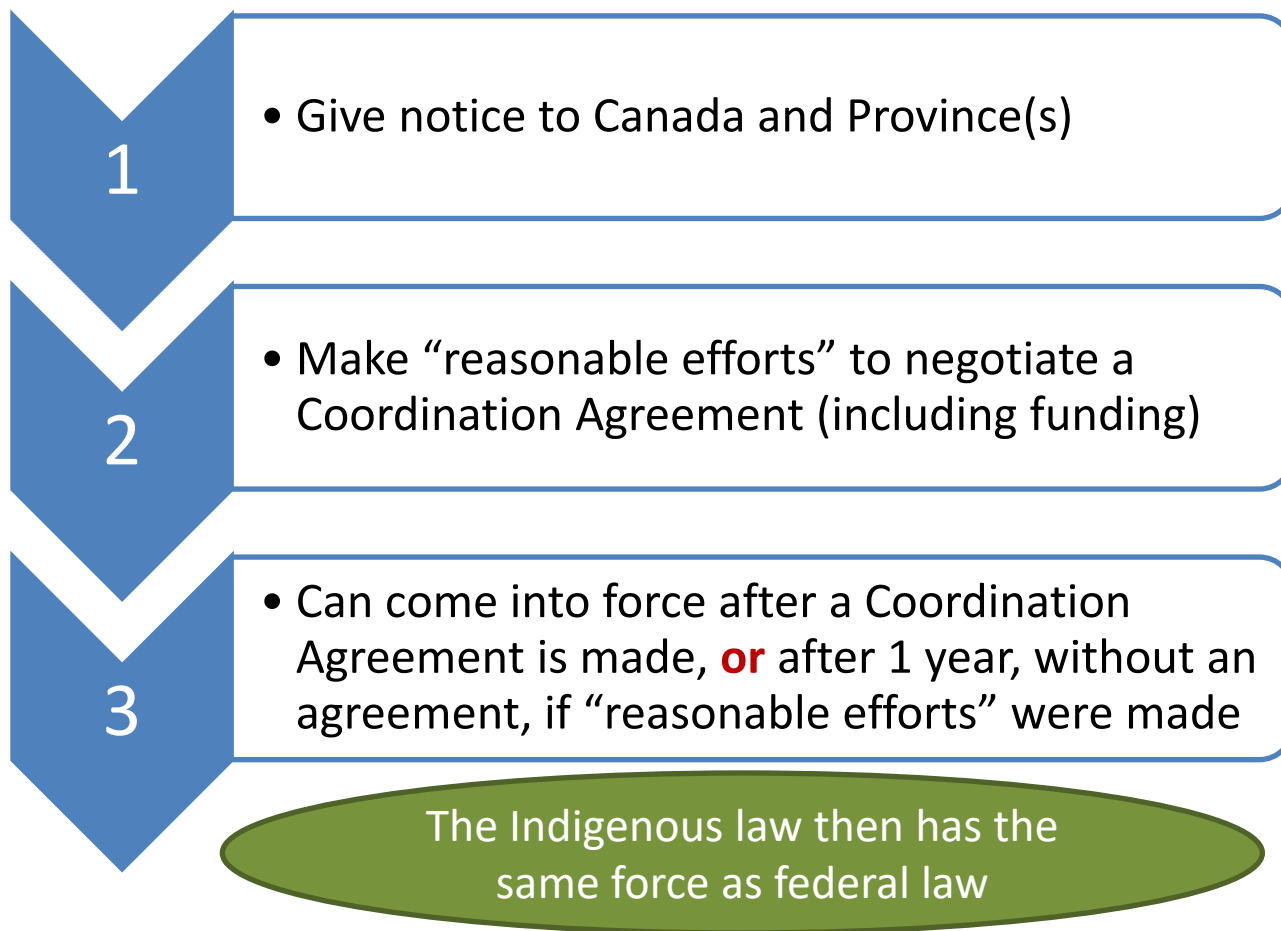 1
• Give notice to Canada and Province(s)
2
• Make “reasonable efforts” to negotiate a
Coordination Agreement (including funding)
3
• Can come into force after a Coordination
Agreement is made, or after 1 year, without an
agreement, if “reasonable efforts” were made
The Indigenous law then has the
same force as federal law